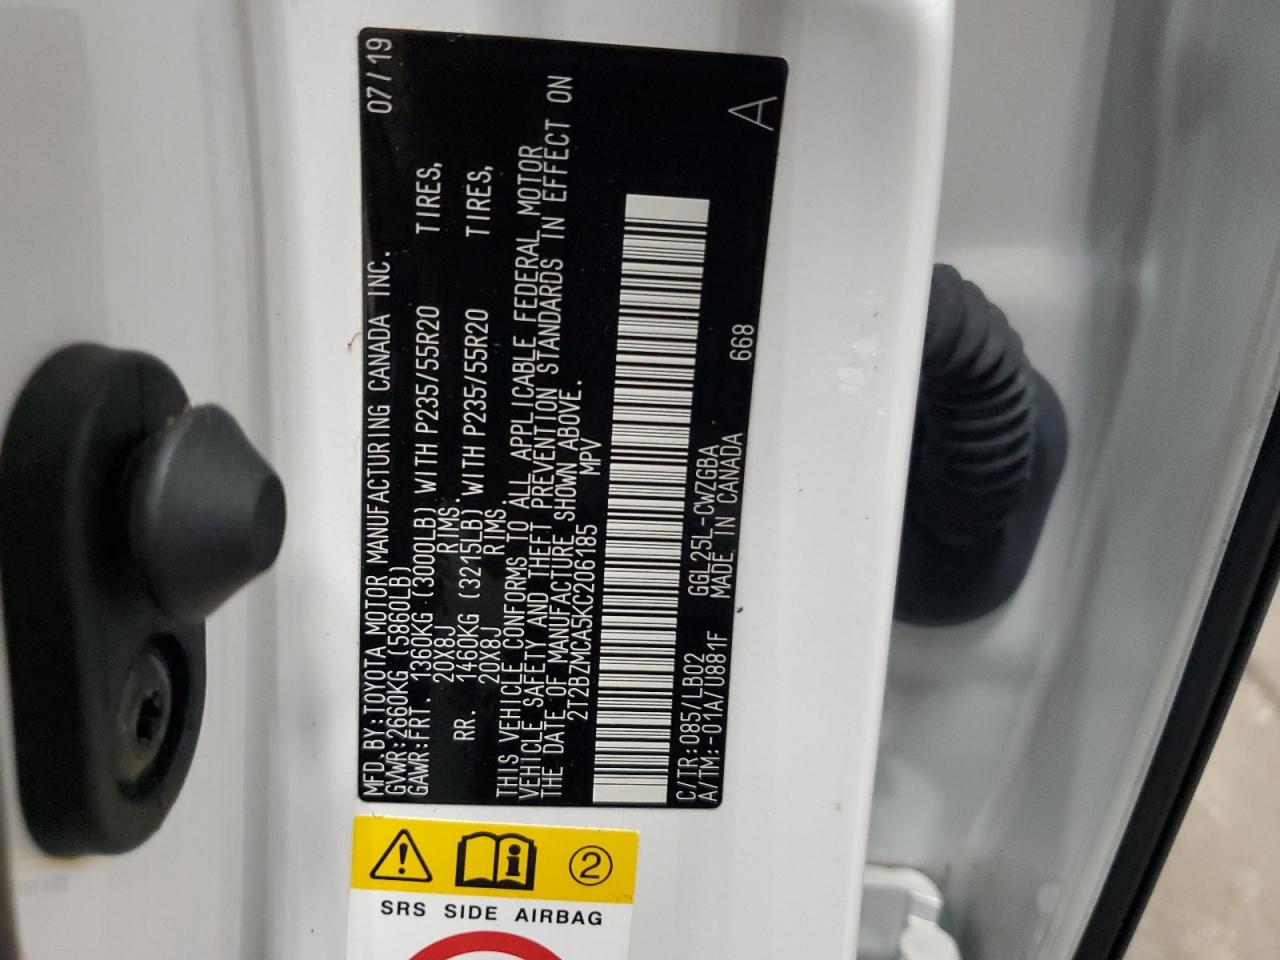 MFD.BY:TOYOTA MOTOR MANUFACTURING CANADA INC. 07/19
GVWR:2660KG (5860LB)
GAWR:FRT. 1360KG (3000LB) WITH P235/55R20 TIRES,
20X8J RIMS.
RR. 1460KG (3215LB) WITH P235/55R20 TIRES,
20X8J RIMS.
THIS VEHICLE CONFORMS TO ALL APPLICABLE FEDERAL MOTOR
VEHICLE SAFETY AND THEFT PREVENTION STANDARDS IN EFFECT ON
THE DATE OF MANUFACTURE SHOWN ABOVE.
2T2BZMCA5KC206185 MPV
C/TR:085/LB02 GGL25L-CWZGBA 668 A
A/TM:-01A/U881F MADE IN CANADA
2
SRS SIDE AIRBAG